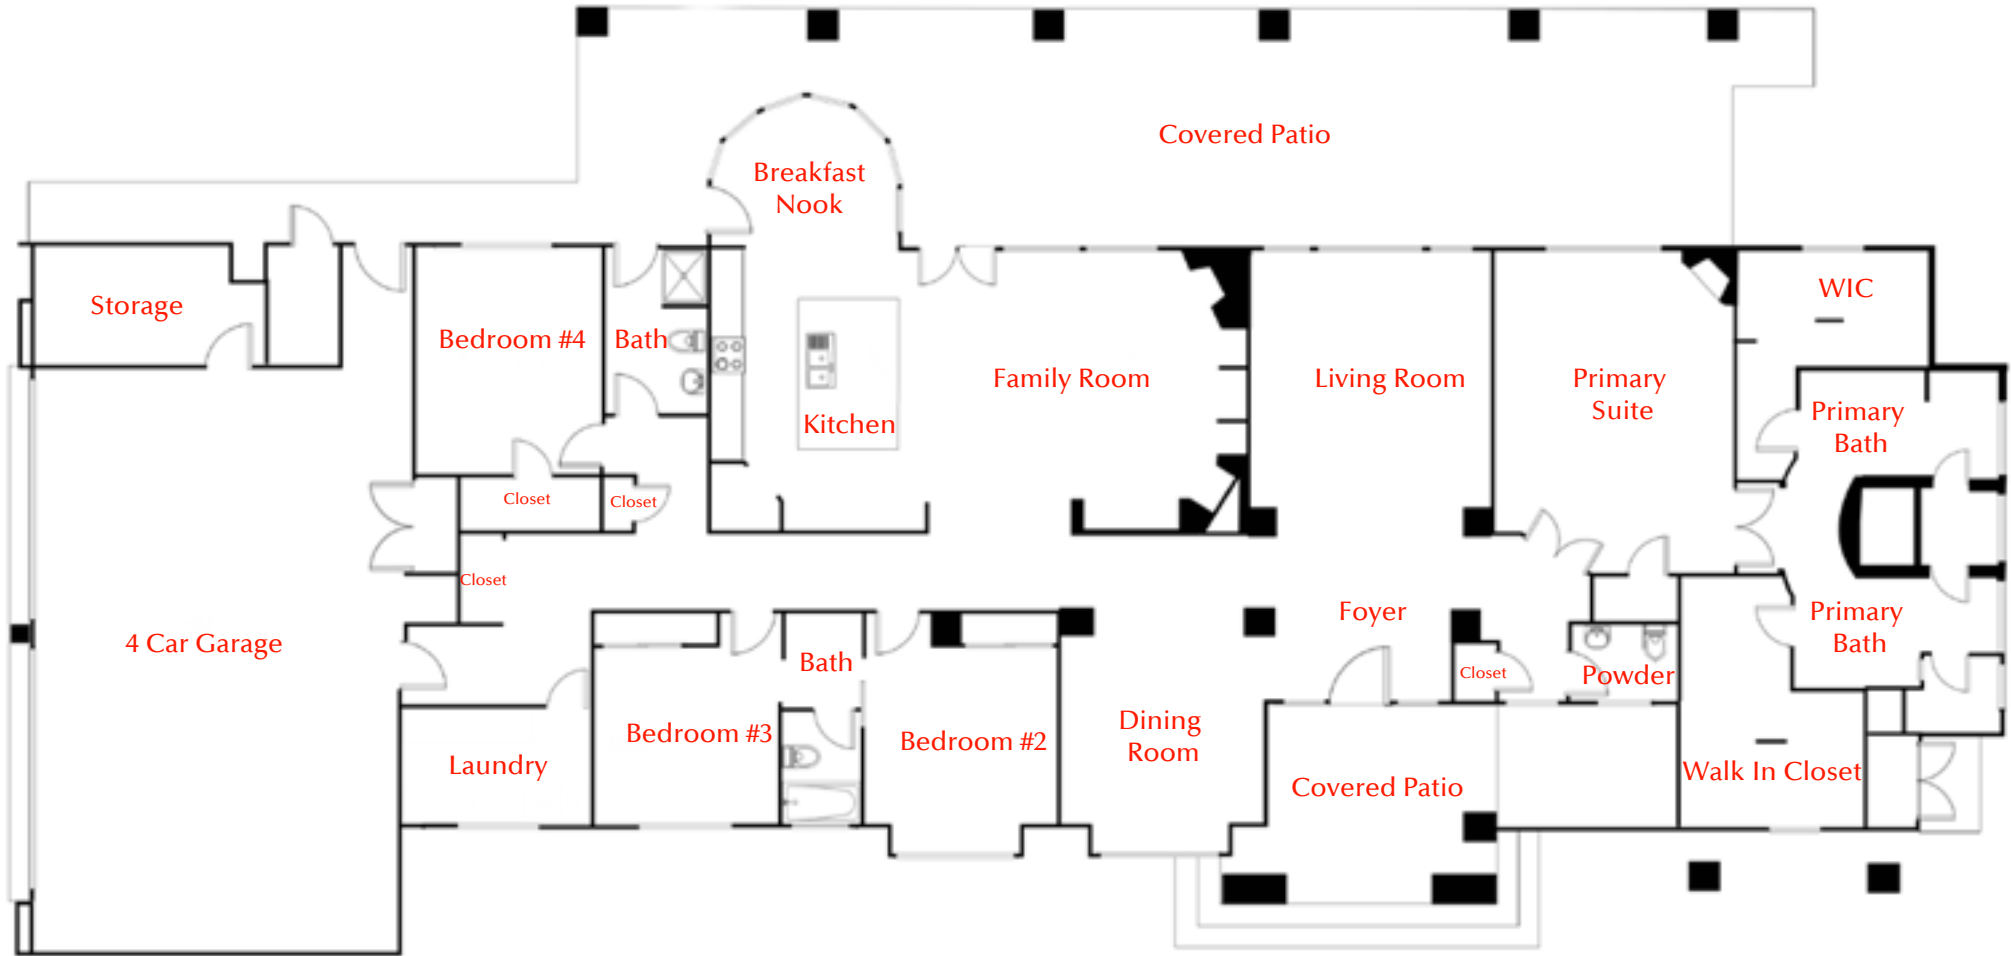 Covered Patio
Breakfast
Nook
Storage
WIC
Bedroom #4
Bath
Family Room
Living Room
Primary
Suite
Kitchen
Primary
Bath
Closet
Closet
Closet
4 Car Garage
Foyer
Primary
Bath
Bath
Closet
Powder
Bedroom #3
Bedroom #2
Dining
Room
Laundry
Covered Patio
Walk In Closet